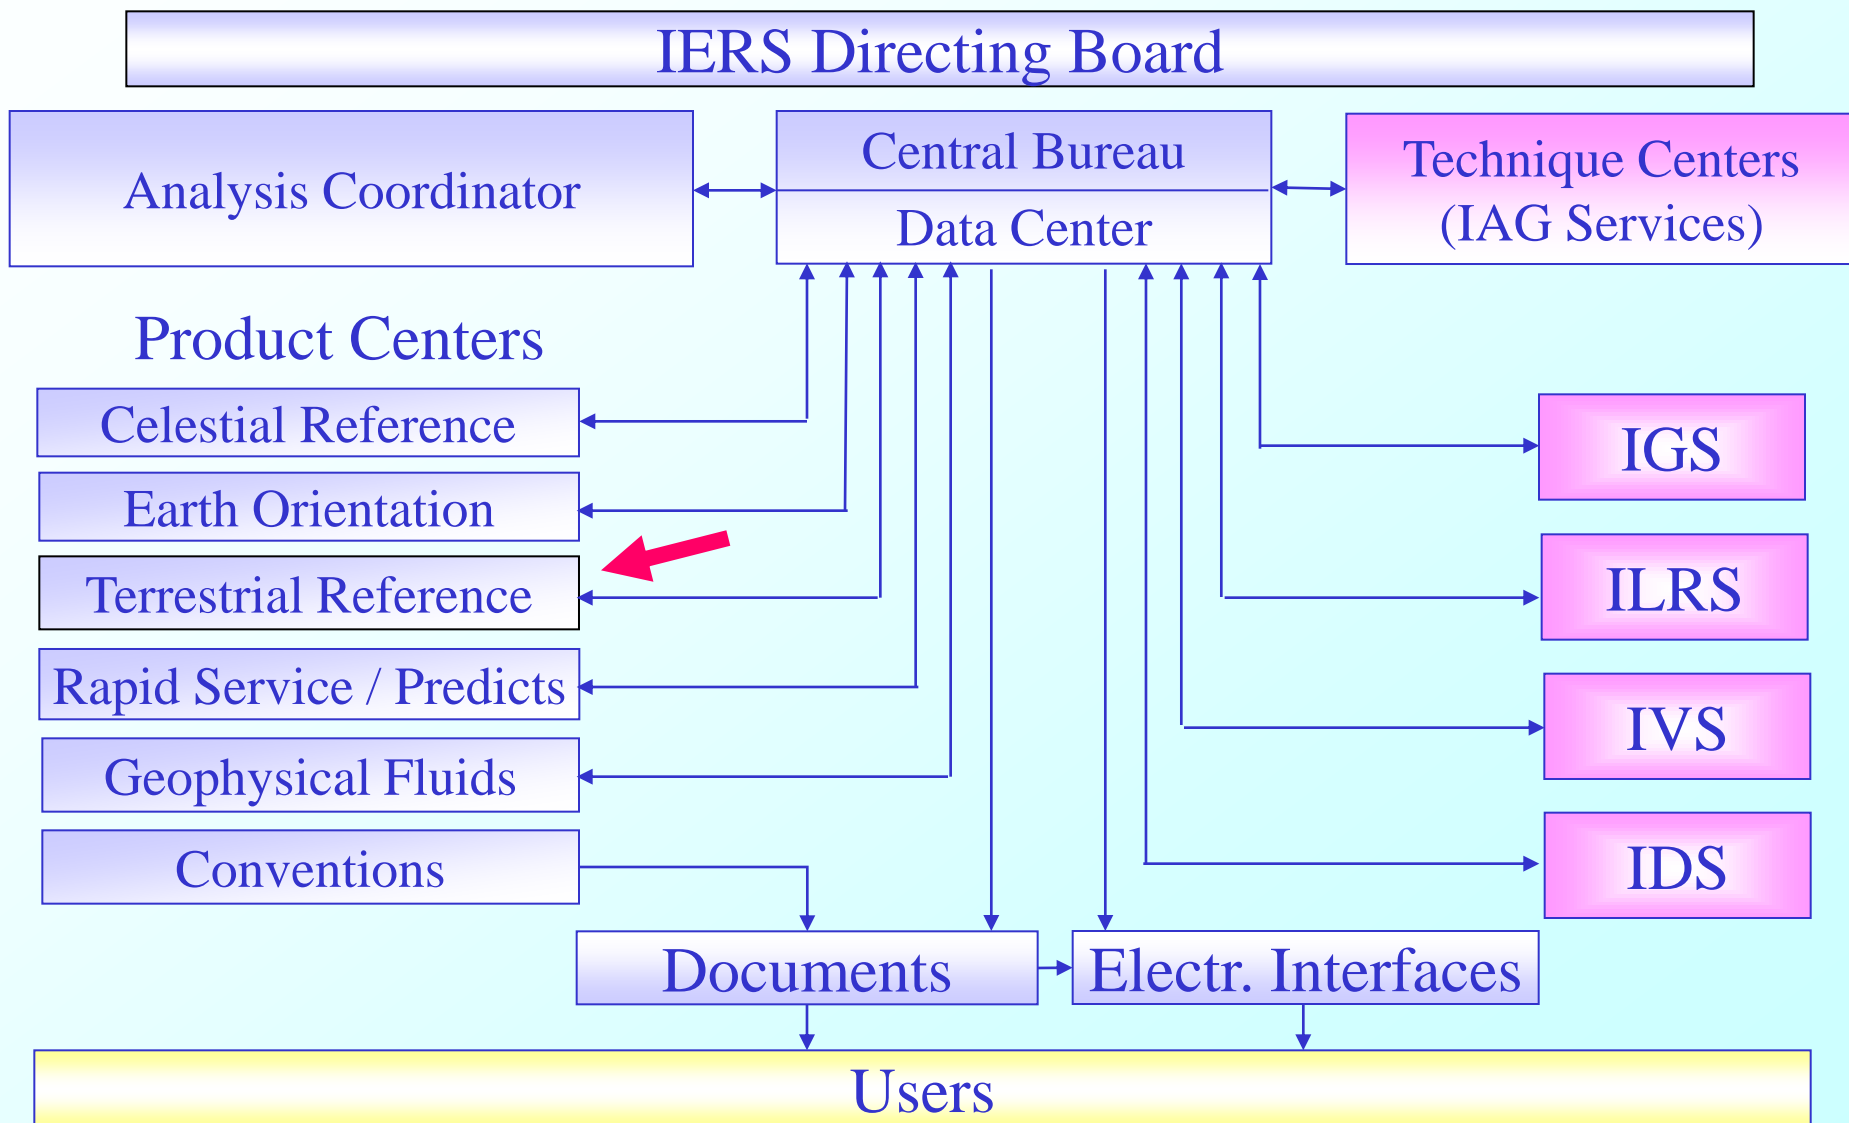 IERS Directing Board
Analysis Coordinator
Central Bureau
Data Center
Technique Centers
(IAG Services)
Product Centers
Celestial Reference
Earth Orientation
Terrestrial Reference
Rapid Service / Predicts
Geophysical Fluids
Conventions
IGS
ILRS
IVS
IDS
Documents
Electr. Interfaces
Users